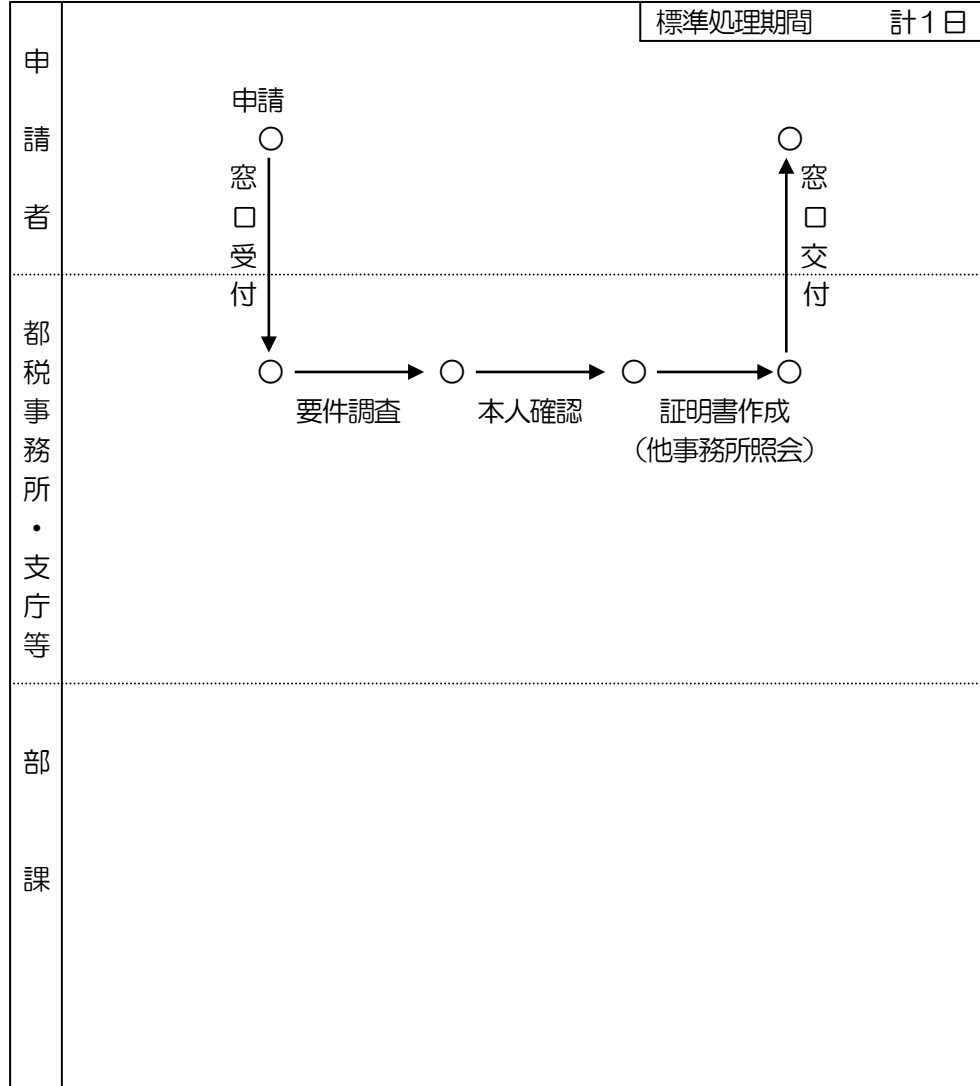 標準処理期間　計１日
申請者
申請
窓口受付
窓口交付
都税事務所・支庁等
要件調査
本人確認
証明書作成
（他事務所照会）
部課